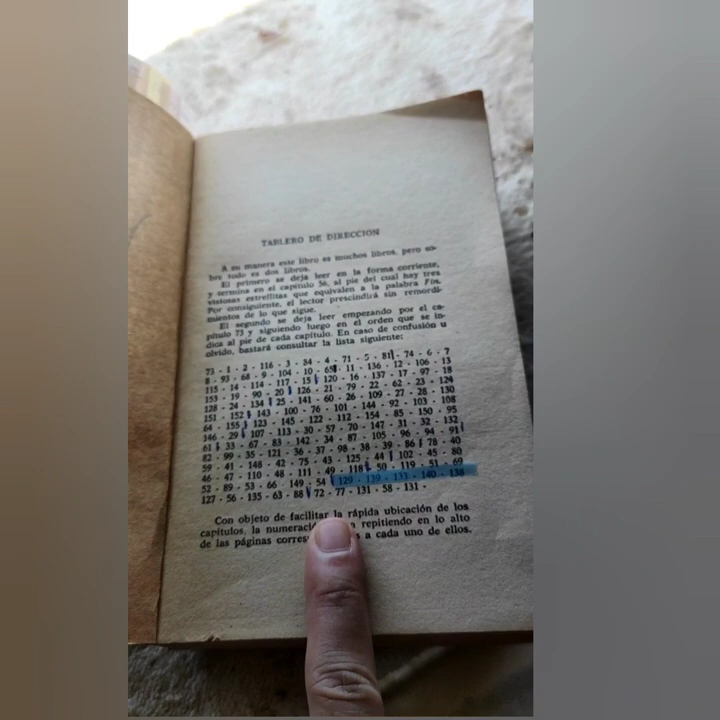 TABLERO DE DIRECCION
A su manera este libro es muchos libros, pero so-
bre todo es dos libros.
El primero se deja leer en la forma corriente,
y termina en el capítulo 56, al pie del cual hay tres
vistosas estrellitas que equivalen a la palabra Fin.
Por consiguiente, el lector prescindirá sin remordi-
mientos de lo que sigue.
El segundo se deja leer empezando por el ca-
pítulo 73 y siguiendo luego en el orden que se in-
dica al pie de cada capítulo. En caso de confusión u
olvido, bastará consultar la lista siguiente:
73 - 1 - 2 - 116 - 3 - 84 - 4 - 71 - 5 - 81 - 74 - 6 - 7
8 - 93 - 68 - 9 - 104 - 10 - 65 - 11 - 136 - 12 - 106 - 13
115 - 14 - 114 - 117 - 15 - 120 - 16 - 137 - 17 - 97 - 18
153 - 19 - 90 - 20 - 126 - 21 - 79 - 22 - 62 - 23 - 124
128 - 24 - 134 - 25 - 141 - 60 - 26 - 109 - 27 - 28 - 130
151 - 152 - 143 - 100 - 76 - 101 - 144 - 92 - 103 - 108
64 - 155 - 123 - 145 - 122 - 112 - 154 - 85 - 150 - 95
146 - 29 - 107 - 113 - 30 - 57 - 70 - 147 - 31 - 32 - 132
61 - 33 - 67 - 83 - 142 - 34 - 87 - 105 - 96 - 94 - 91
82 - 99 - 35 - 121 - 36 - 37 - 98 - 38 - 39 - 86 - 78 - 40
59 - 41 - 148 - 42 - 75 - 43 - 125 - 44 - 102 - 45 - 80
46 - 47 - 110 - 48 - 111 - 49 - 118 - 50 - 119 - 51 - 69
52 - 89 - 53 - 66 - 149 - 54 - 129 - 139 - 133 - 140 - 138
127 - 56 - 135 - 63 - 88 - 72 - 77 - 131 - 58 - 131 -
Con objeto de facilitar la rápida ubicación de los
capítulos, la repitiendo en lo alto
de las páginas a cada uno de ellos.